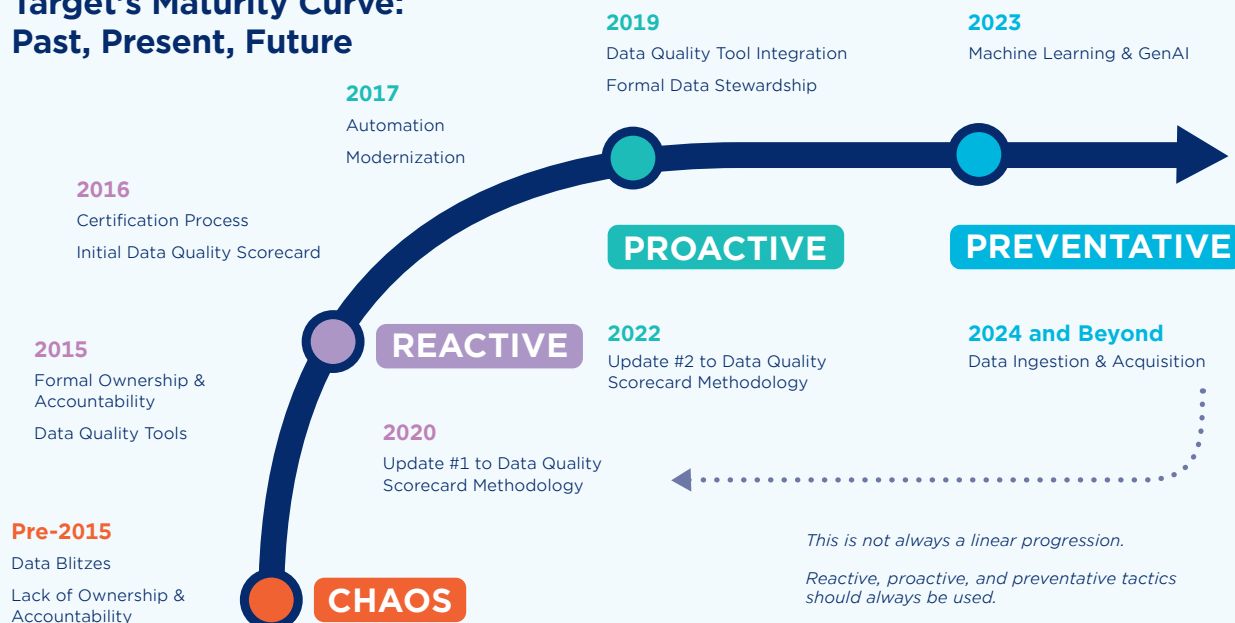 Target's Maturity Curve:
Past, Present, Future
2019
Data Quality Tool Integration
Formal Data Stewardship
2023
Machine Learning & GenAI
2017
Automation
Modernization
2016
Certification Process
Initial Data Quality Scorecard
PROACTIVE
PREVENTATIVE
REACTIVE
2015
Formal Ownership &
Accountability
Data Quality Tools
2022
Update #2 to Data Quality
Scorecard Methodology
2024 and Beyond
Data Ingestion & Acquisition
2020
Update #1 to Data Quality
Scorecard Methodology
Pre-2015
Data Blitzes
Lack of Ownership &
Accountability
CHAOS
This is not always a linear progression.
Reactive, proactive, and preventative tactics
should always be used.